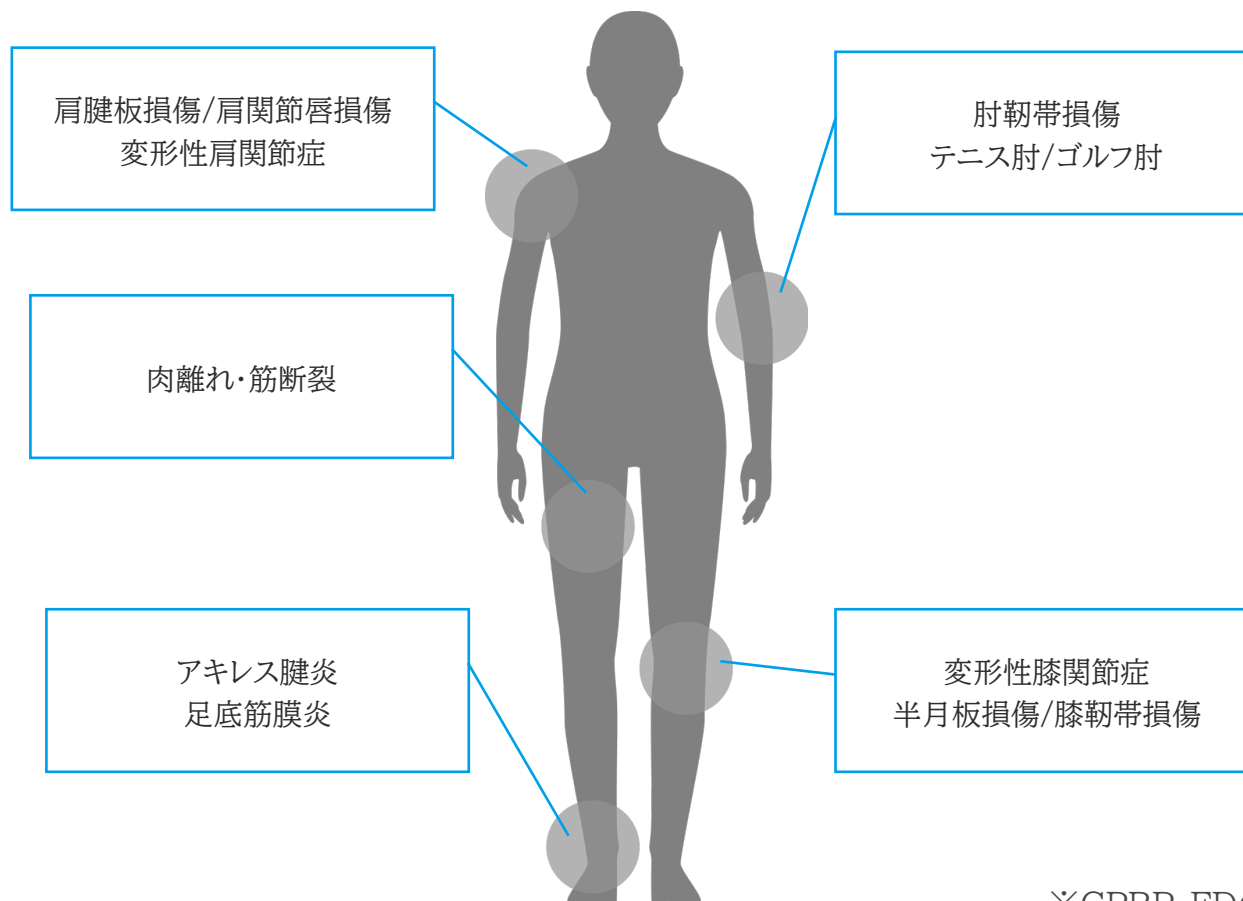 肩腱板損傷/肩関節唇損傷
変形性肩関節症
肘靭帯損傷
テニス肘/ゴルフ肘
肉離れ・筋断裂
アキレス腱炎
足底筋膜炎
変形性膝関節症
半月板損傷/膝靭帯損傷